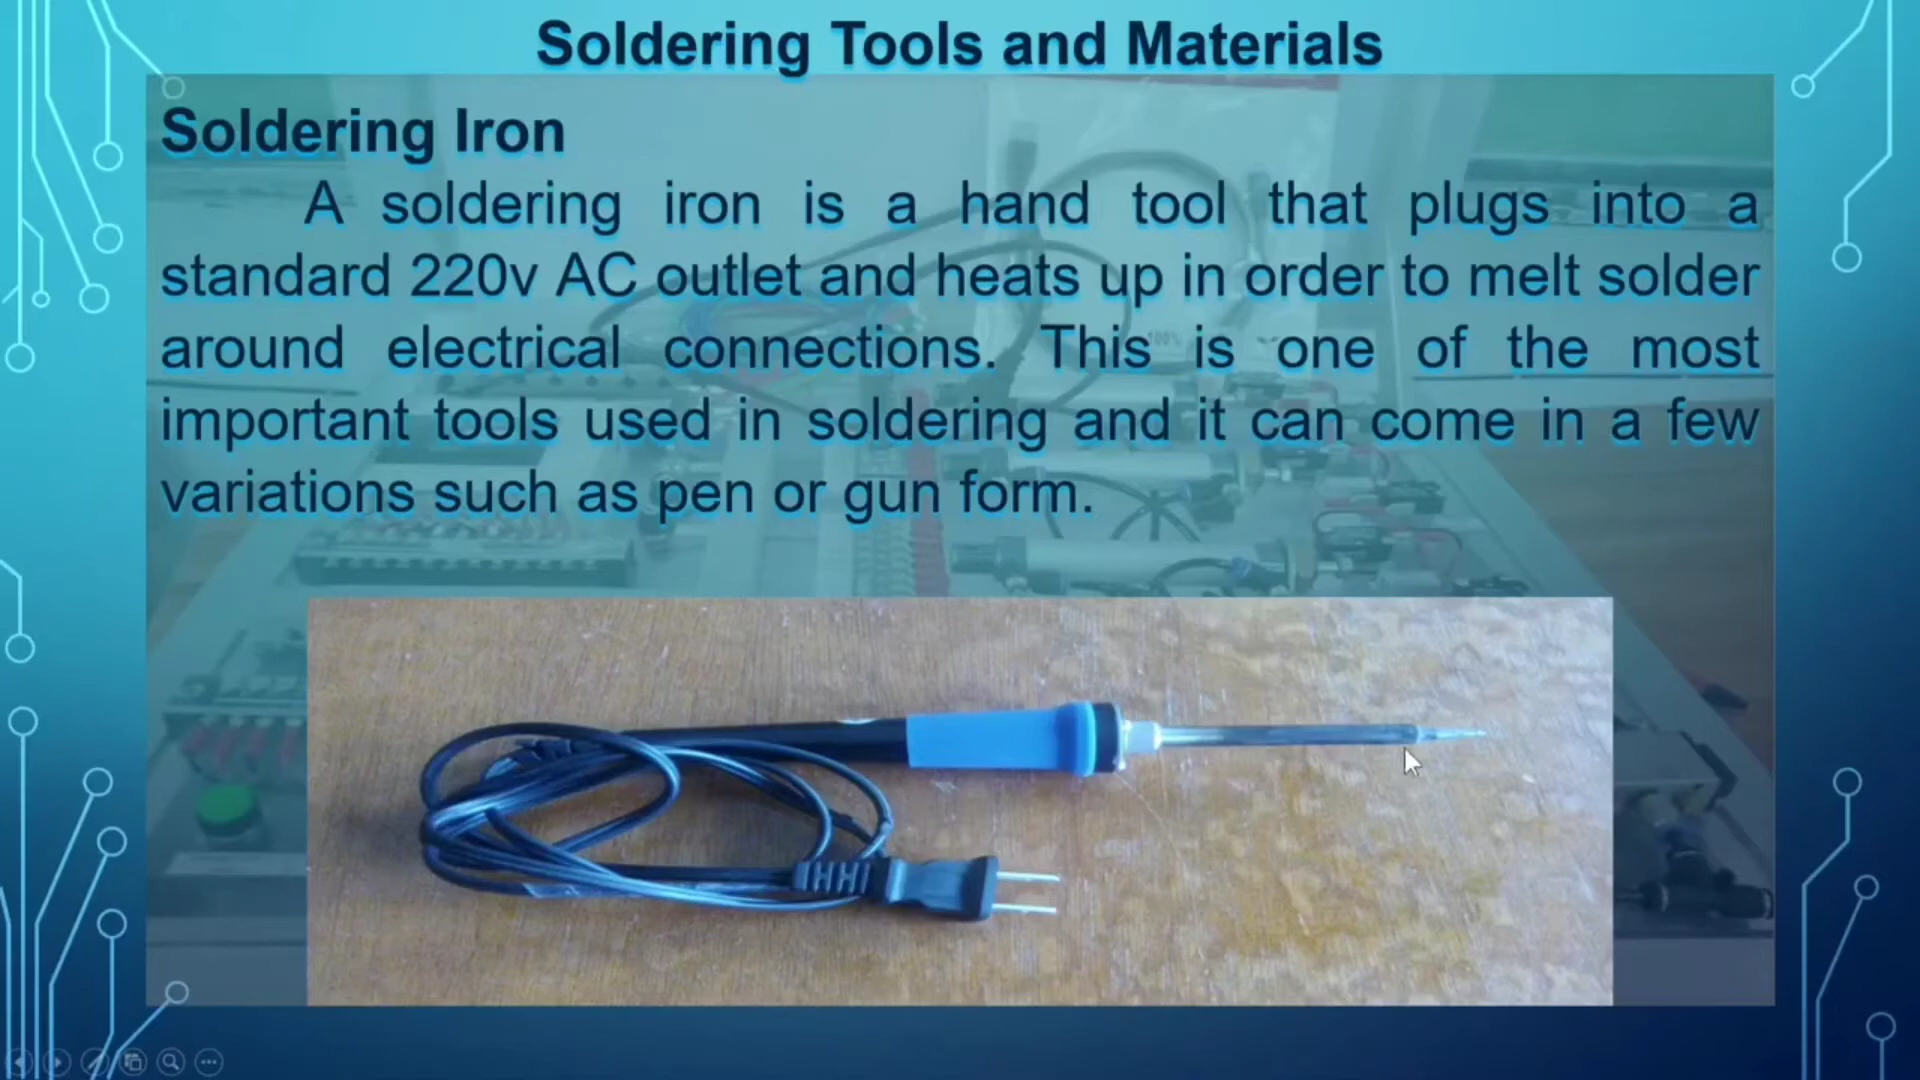 Soldering Tools and Materials
Soldering Iron
A soldering iron is a hand tool that plugs into a
standard 220v AC outlet and heats up in order to melt solder
around electrical connections. This is one of the most
important tools used in soldering and it can come in a few
variations such as pen or gun form.